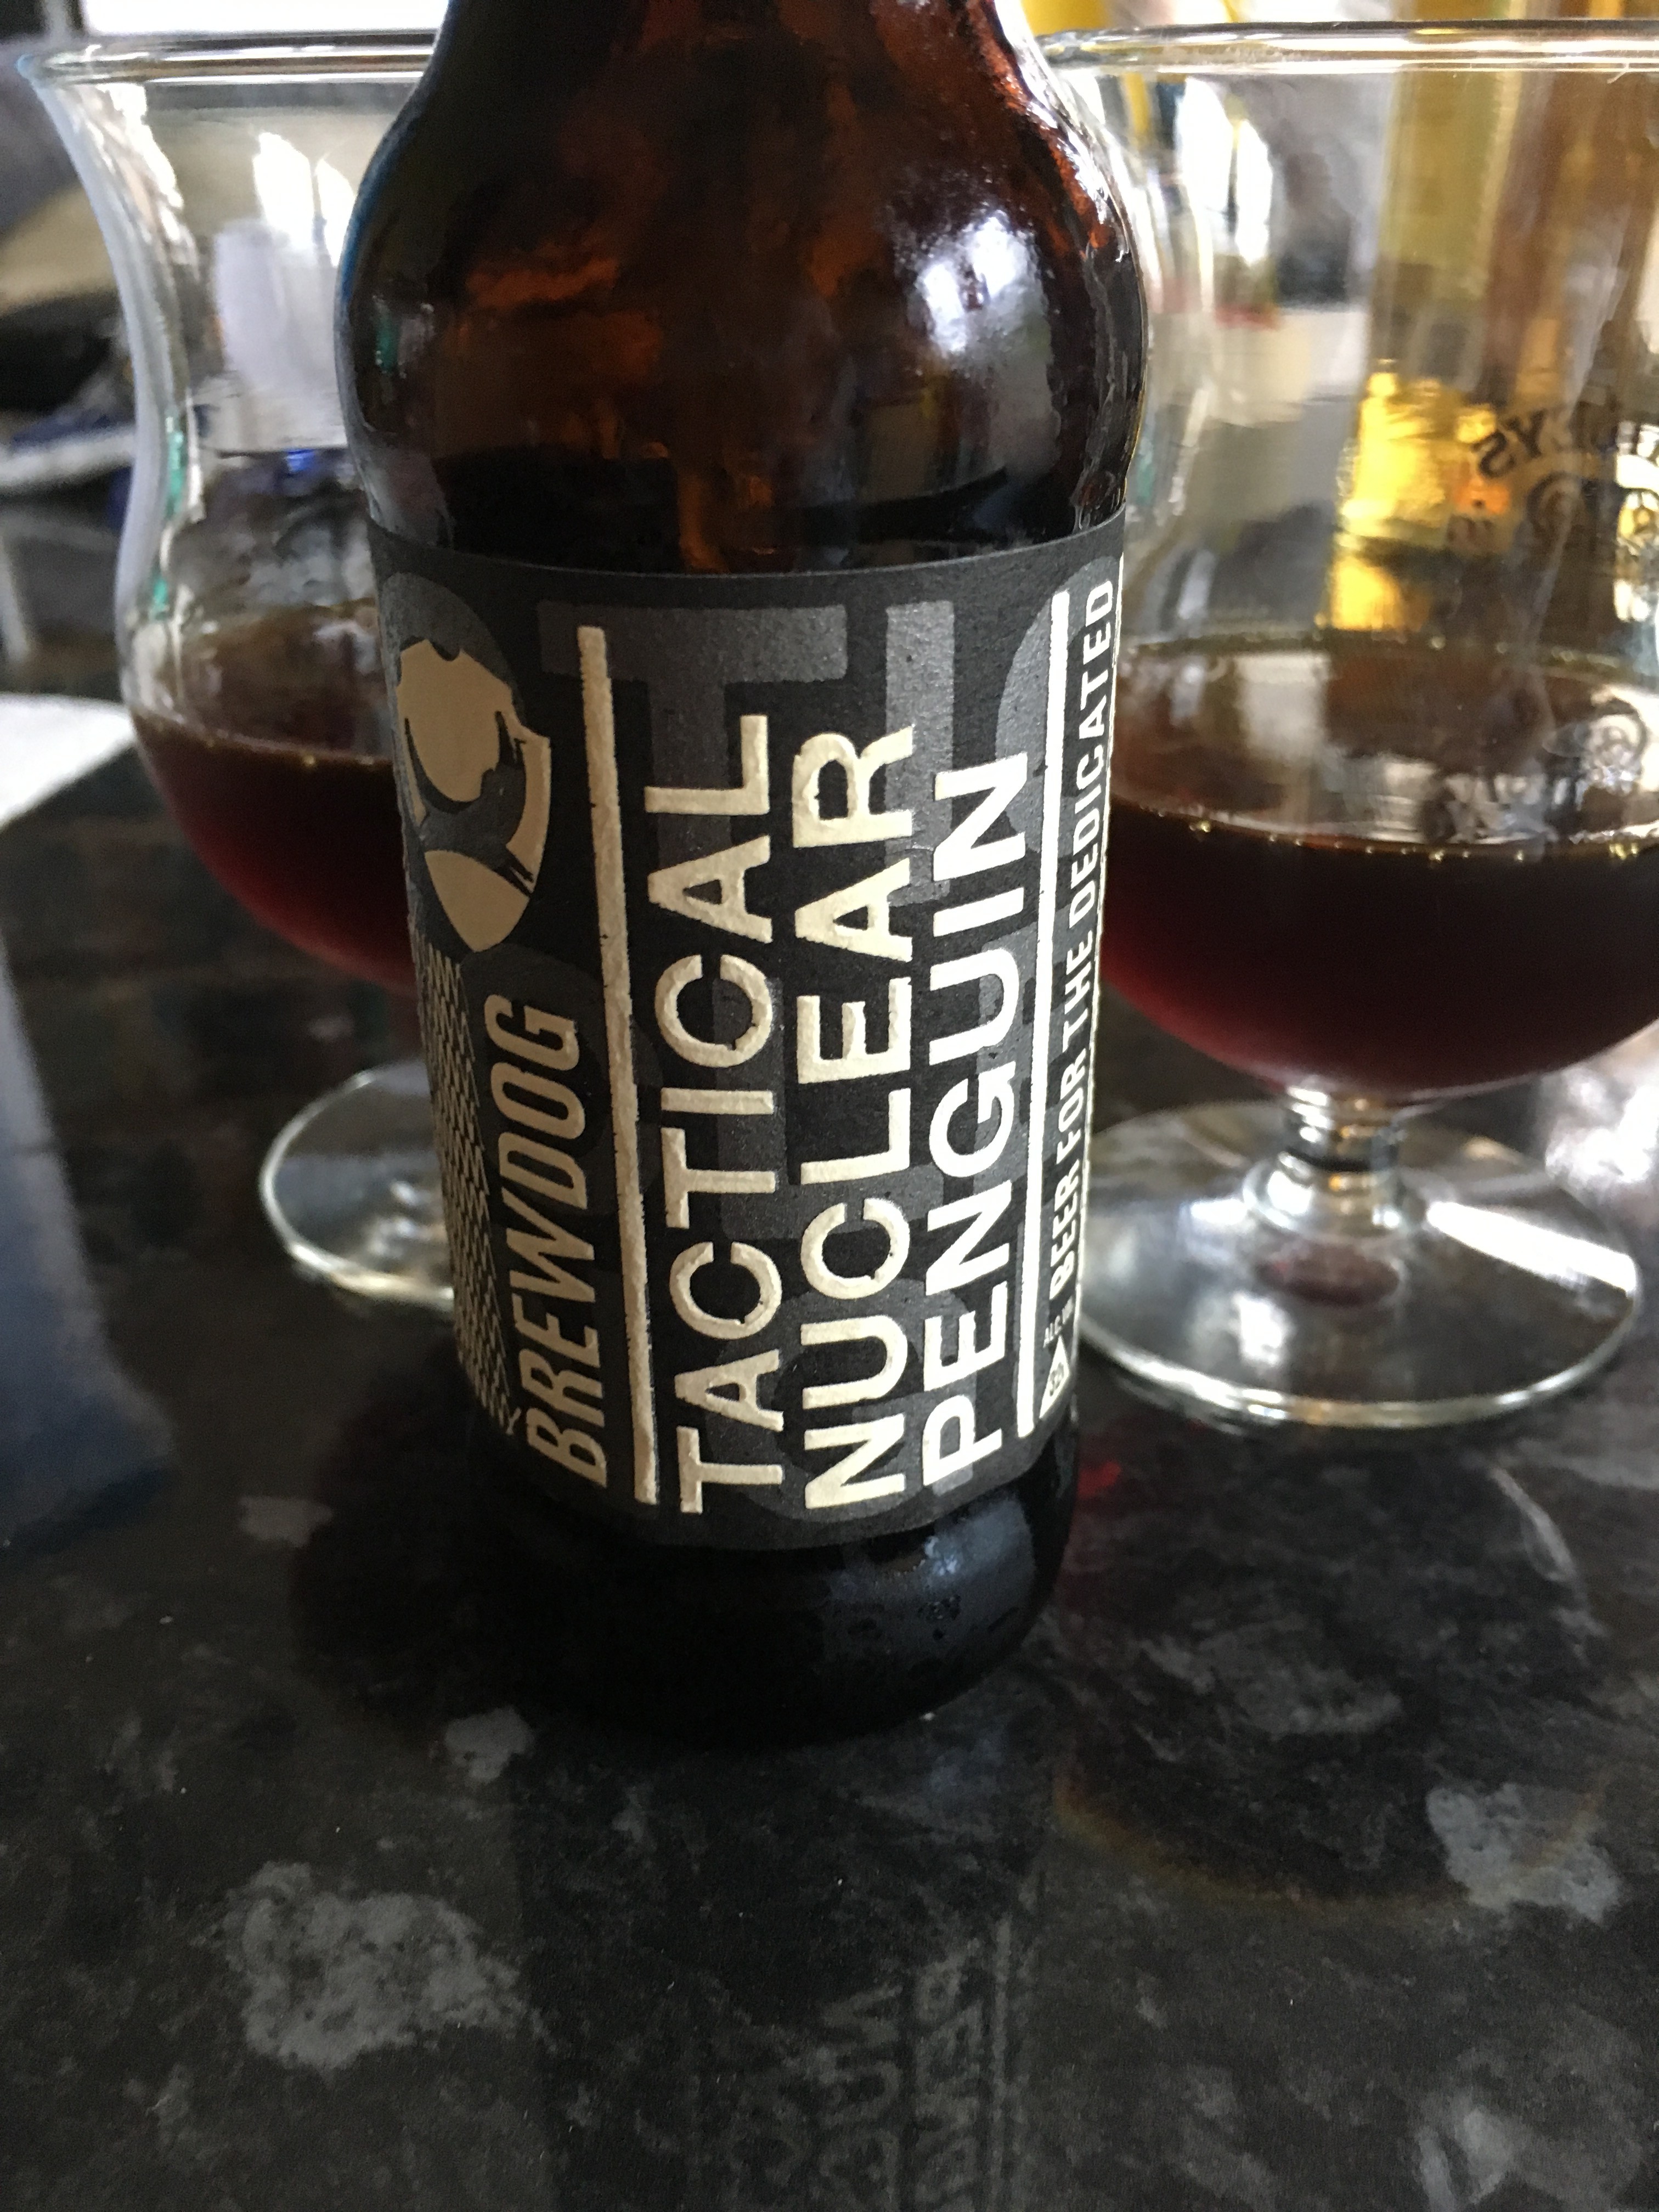 BREWDOG
TACTICAL
NUCLEAR
PENGUIN
BEER FOR THE DEDICATED